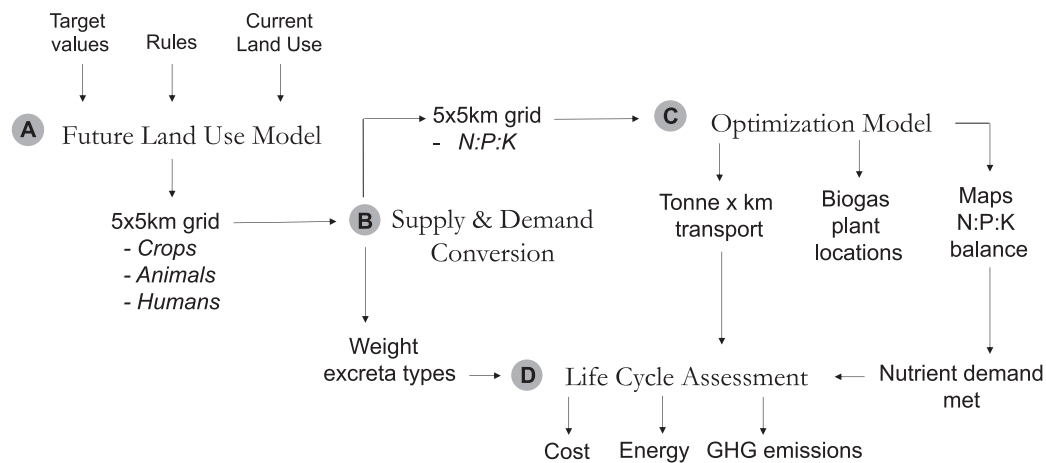 Target
values
Rules
Current
Land Use
A
Future Land Use Model
5x5km grid
- Crops
- Animals
- Humans
B
Supply & Demand
Conversion
5x5km grid
- N:P:K
C
Optimization Model
Tonne x km
transport
Biogas
plant
locations
Maps
N:P:K
balance
Weight
excreta types
D
Life Cycle Assessment
Nutrient demand
met
Cost
Energy
GHG emissions